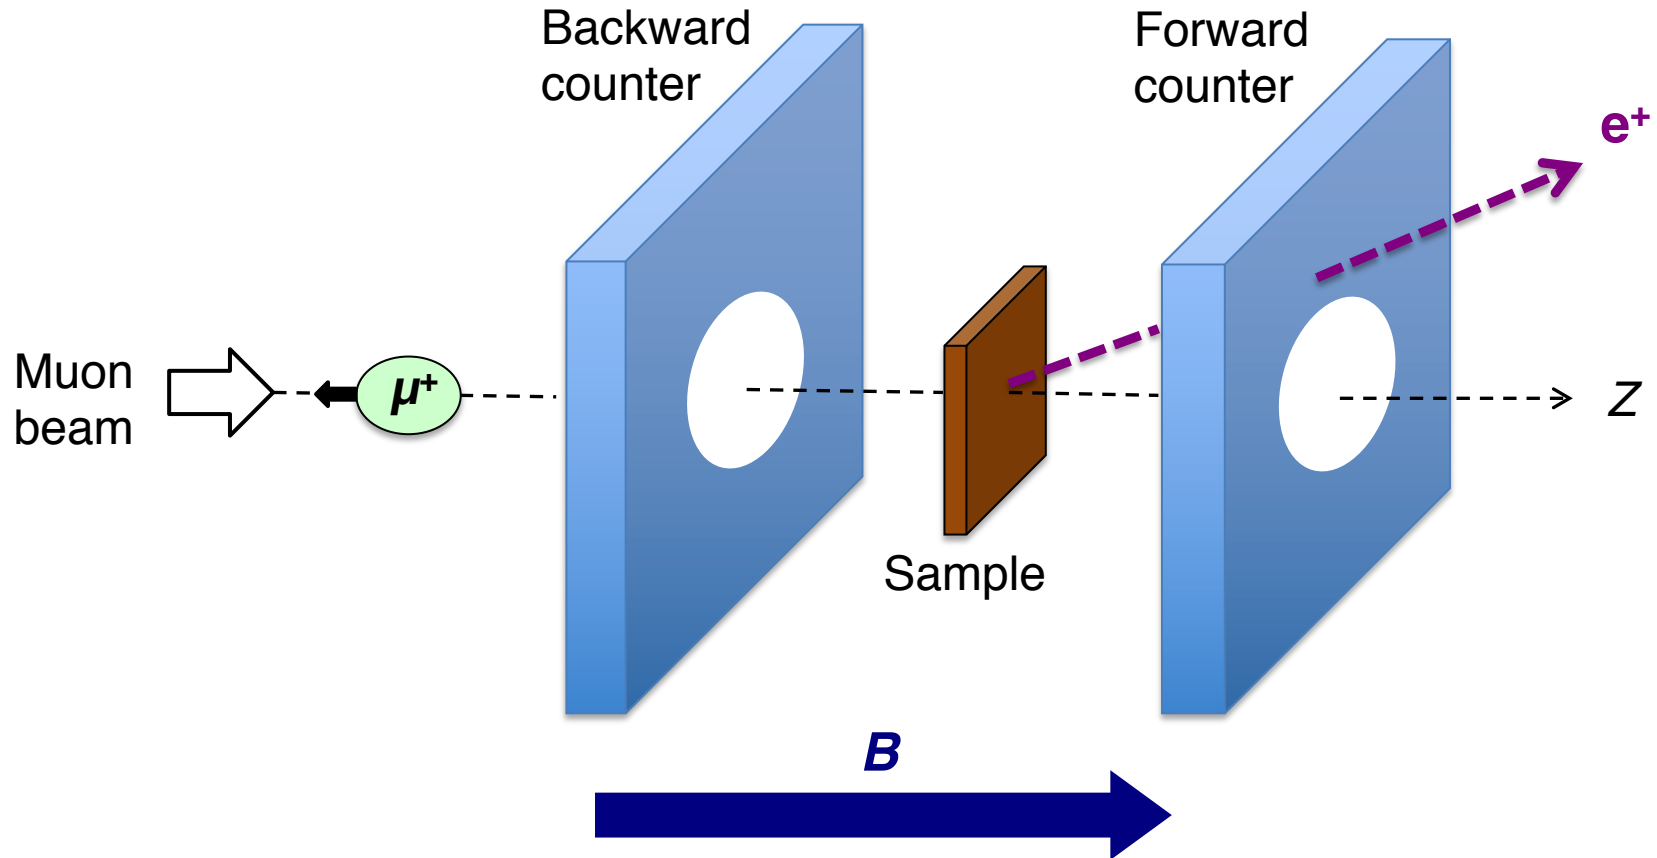 Backward
counter
Forward
counter
e⁺
Muon
beam
μ⁺
Z
Sample
B